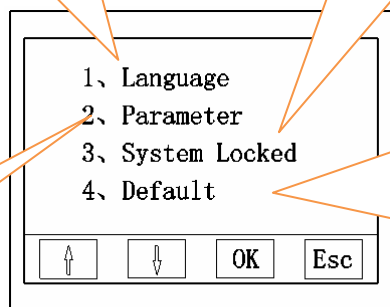 1、Language
2、Parameter
3、System Locked
4、Default
⇧ ⇩ OK Esc